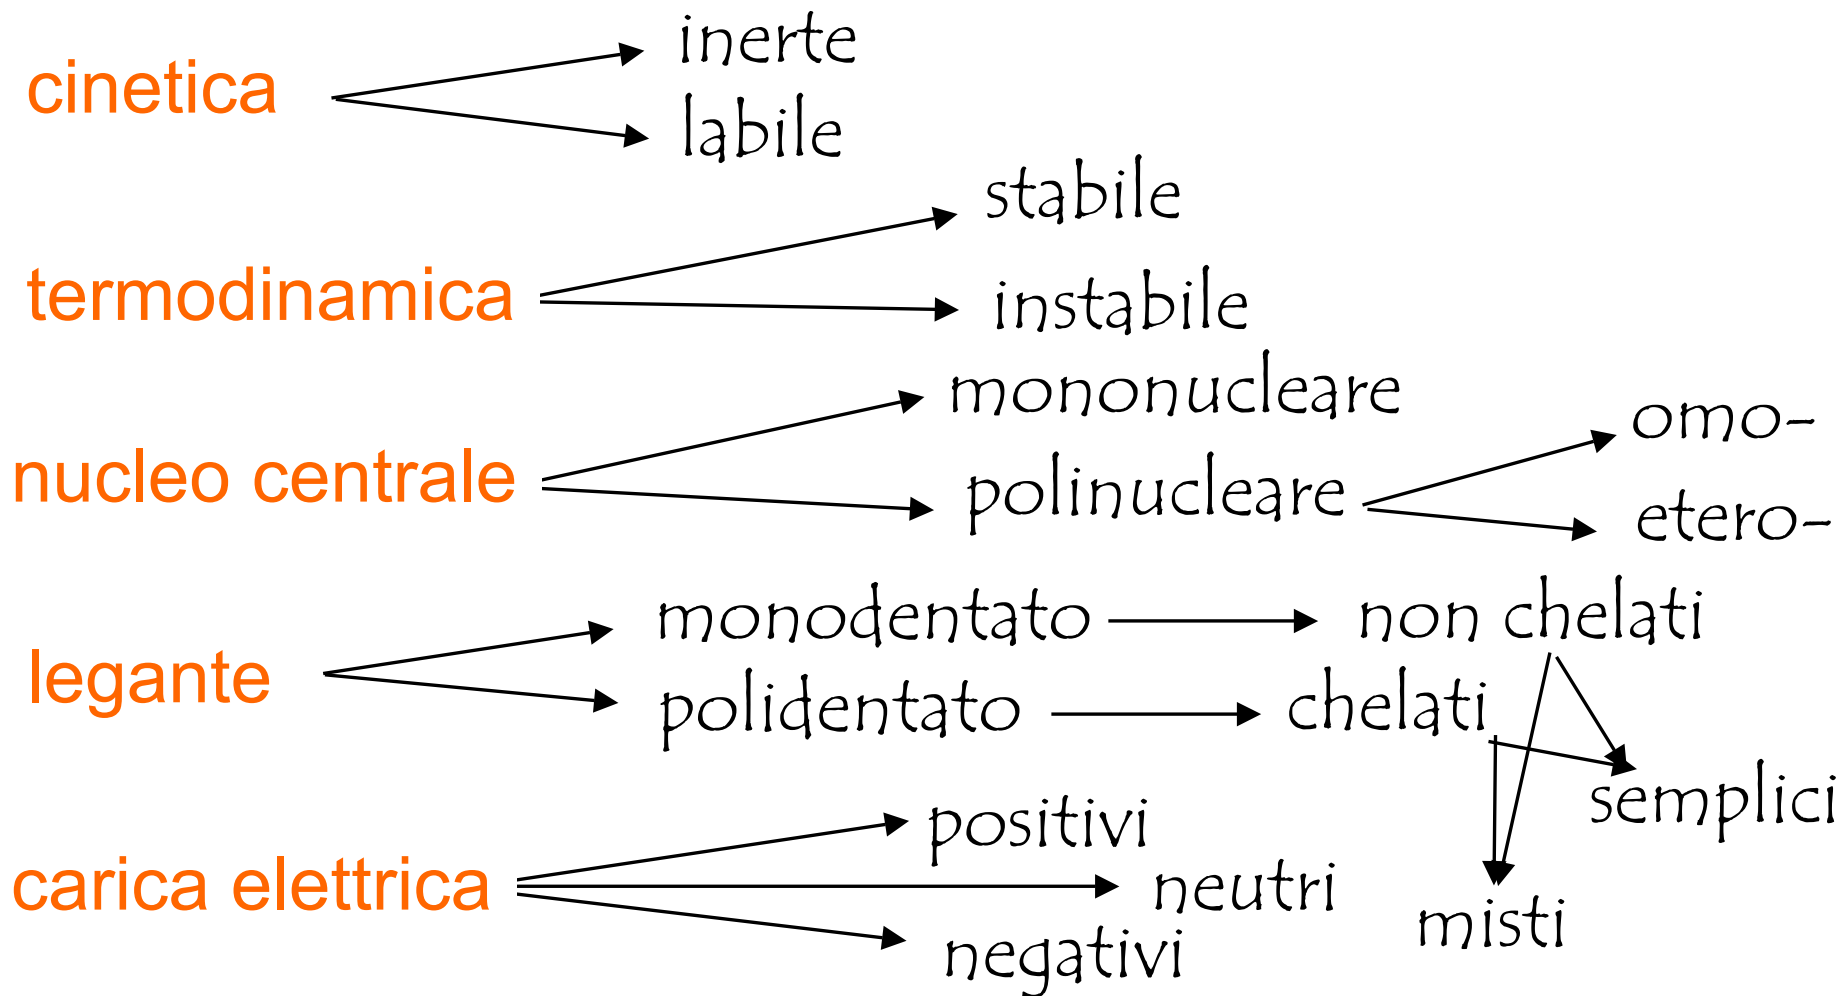 cinetica
inerte
labile
termodinamica
stabile
instabile
nucleo centrale
mononucleare
polinucleare
omo-
etero-
legante
monodentato
non chelati
polidentato
chelati
semplici
misti
carica elettrica
positivi
neutri
negativi